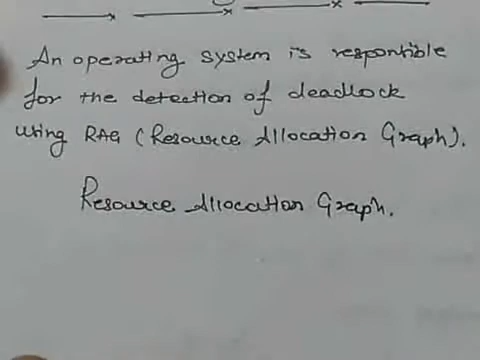 An operating system is responsible
for the detection of deadlock
using RAG (Resource Allocation Graph).
Resource Allocation Graph.